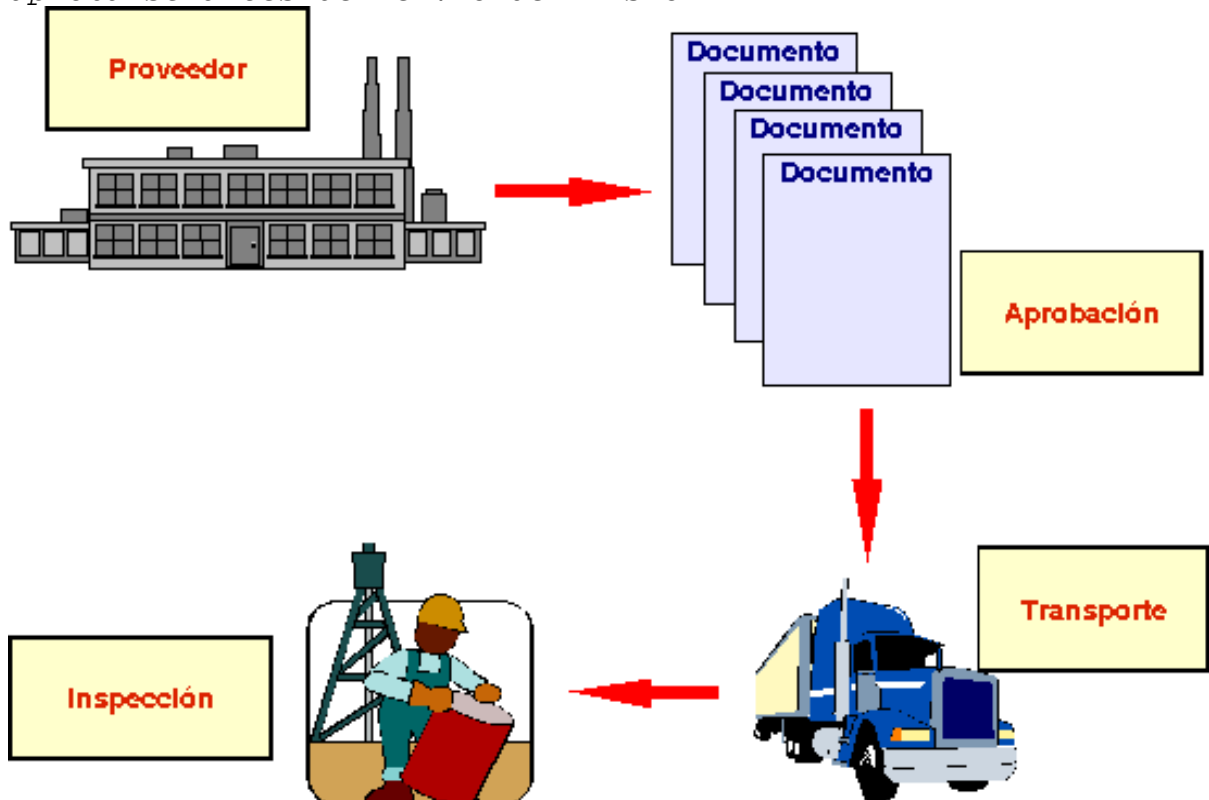 Proveedor
Documento
Documento
Documento
Documento
Aprobación
Transporte
Inspección